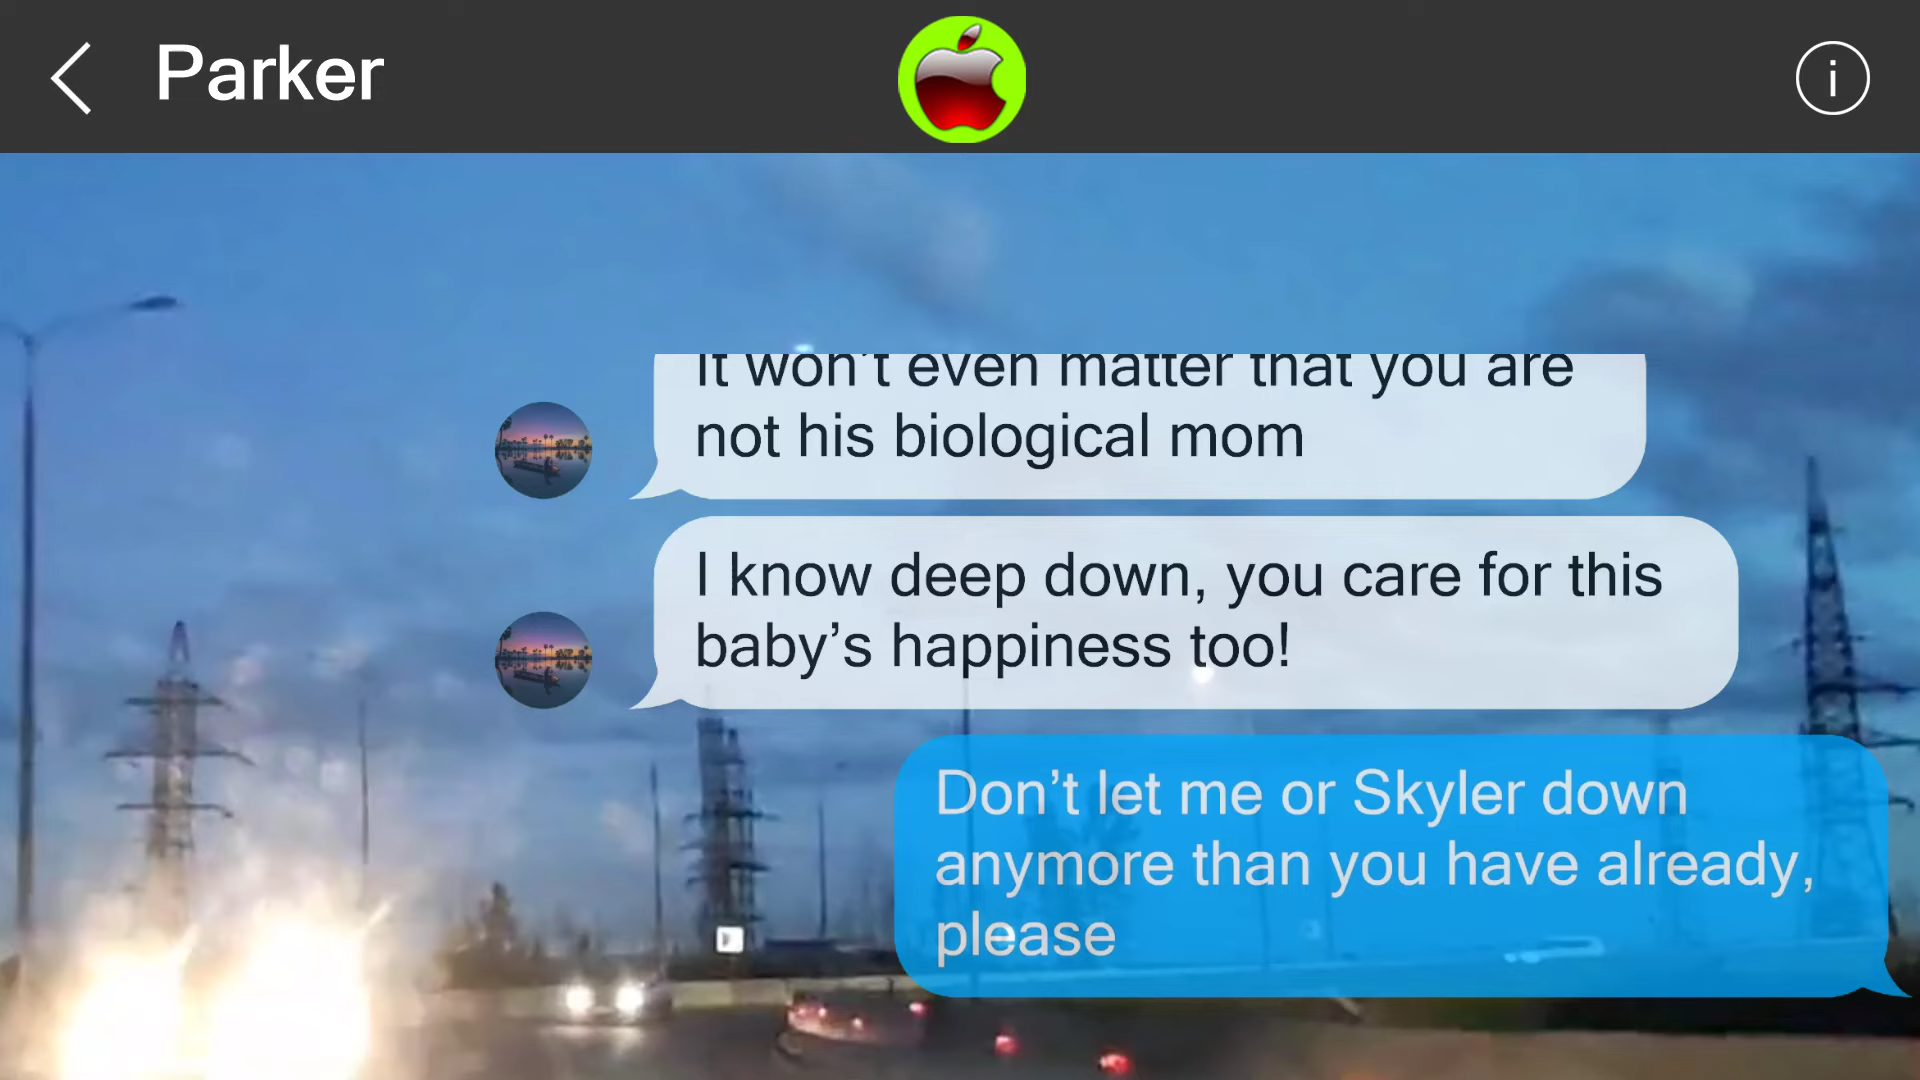 Parker
It won't even matter that you are
not his biological mom
I know deep down, you care for this
baby’s happiness too!
Don’t let me or Skyler down
anymore than you have already,
please